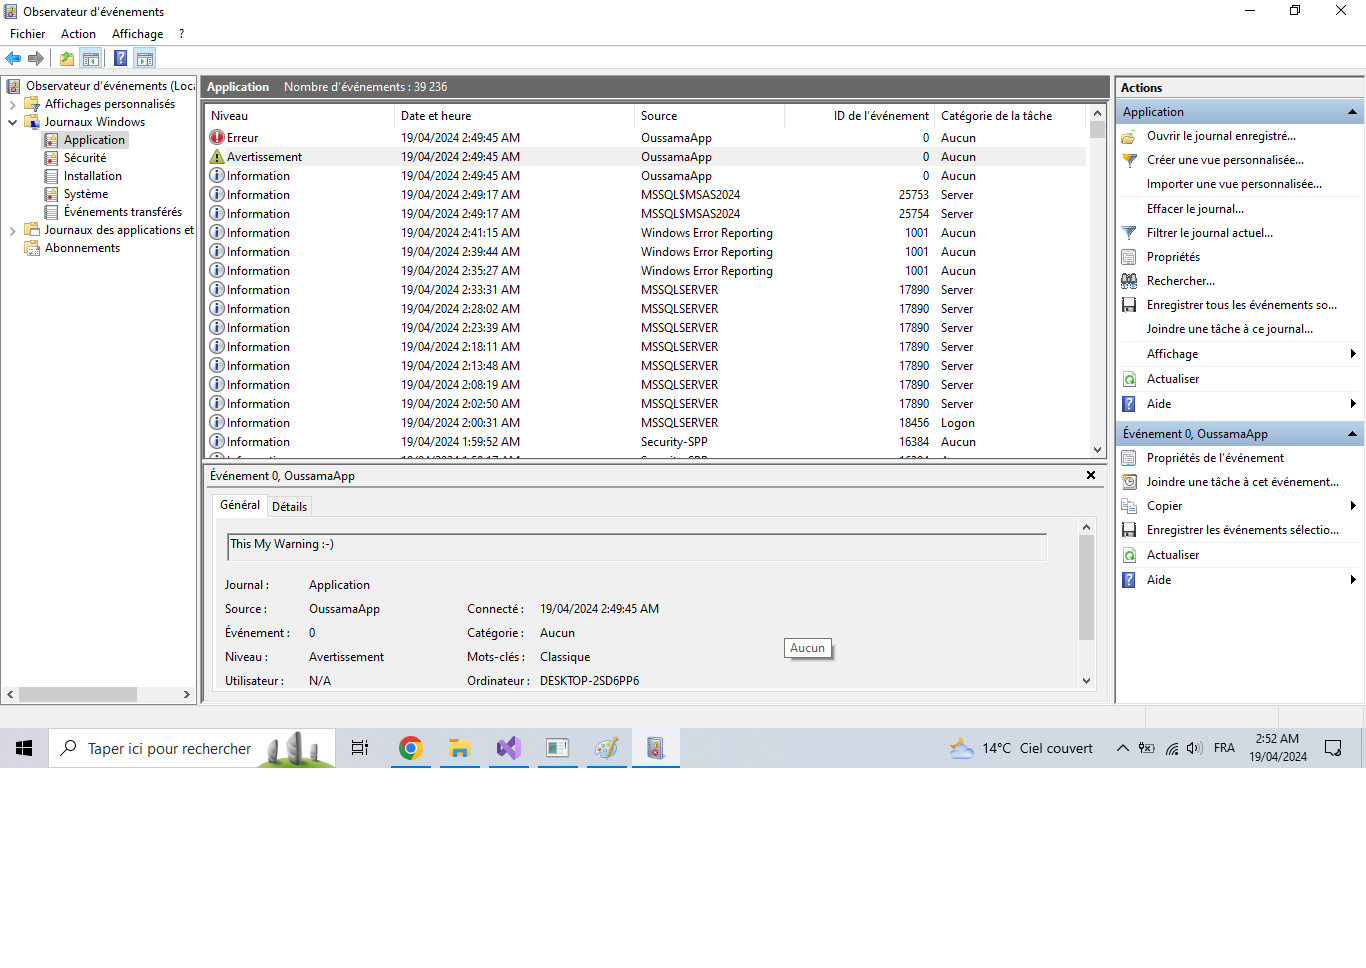 Observateur d'événements
Fichier Action Affichage ?
Observateur d'événements (Loca
Affichages personnalisés
Journaux Windows
Application
Sécurité
Installation
Système
Événements transférés
Journaux des applications et
Abonnements
Application Nombre d'événements : 39 236
Niveau Date et heure Source ID de l'événement Catégorie de la tâche
Erreur 19/04/2024 2:49:45 AM OussamaApp 0 Aucun
Avertissement 19/04/2024 2:49:45 AM OussamaApp 0 Aucun
Information 19/04/2024 2:49:45 AM OussamaApp 0 Aucun
Information 19/04/2024 2:49:17 AM MSSQL$MSAS2024 25753 Server
Information 19/04/2024 2:49:17 AM MSSQL$MSAS2024 25754 Server
Information 19/04/2024 2:41:15 AM Windows Error Reporting 1001 Aucun
Information 19/04/2024 2:39:44 AM Windows Error Reporting 1001 Aucun
Information 19/04/2024 2:35:27 AM Windows Error Reporting 1001 Aucun
Information 19/04/2024 2:33:31 AM MSSQLSERVER 17890 Server
Information 19/04/2024 2:28:02 AM MSSQLSERVER 17890 Server
Information 19/04/2024 2:23:39 AM MSSQLSERVER 17890 Server
Information 19/04/2024 2:18:11 AM MSSQLSERVER 17890 Server
Information 19/04/2024 2:13:48 AM MSSQLSERVER 17890 Server
Information 19/04/2024 2:08:19 AM MSSQLSERVER 17890 Server
Information 19/04/2024 2:02:50 AM MSSQLSERVER 17890 Server
Information 19/04/2024 2:00:31 AM MSSQLSERVER 18456 Logon
Information 19/04/2024 1:59:52 AM Security-SPP 16384 Aucun
Événement 0, OussamaApp
Général Détails
This My Warning :-)
Journal : Application
Source : OussamaApp Connecté : 19/04/2024 2:49:45 AM
Événement : 0 Catégorie : Aucun
Niveau : Avertissement Mots-clés : Classique
Utilisateur : N/A Ordinateur : DESKTOP-2SD6PP6
Aucun
Actions
Application
Ouvrir le journal enregistré...
Créer une vue personnalisée...
Importer une vue personnalisée...
Effacer le journal...
Filtrer le journal actuel...
Propriétés
Rechercher...
Enregistrer tous les événements so...
Joindre une tâche à ce journal...
Affichage
Actualiser
Aide
Événement 0, OussamaApp
Propriétés de l'événement
Joindre une tâche à cet événement...
Copier
Enregistrer les événements sélectio...
Actualiser
Aide
Taper ici pour rechercher
14°C Ciel couvert
FRA
2:52 AM
19/04/2024